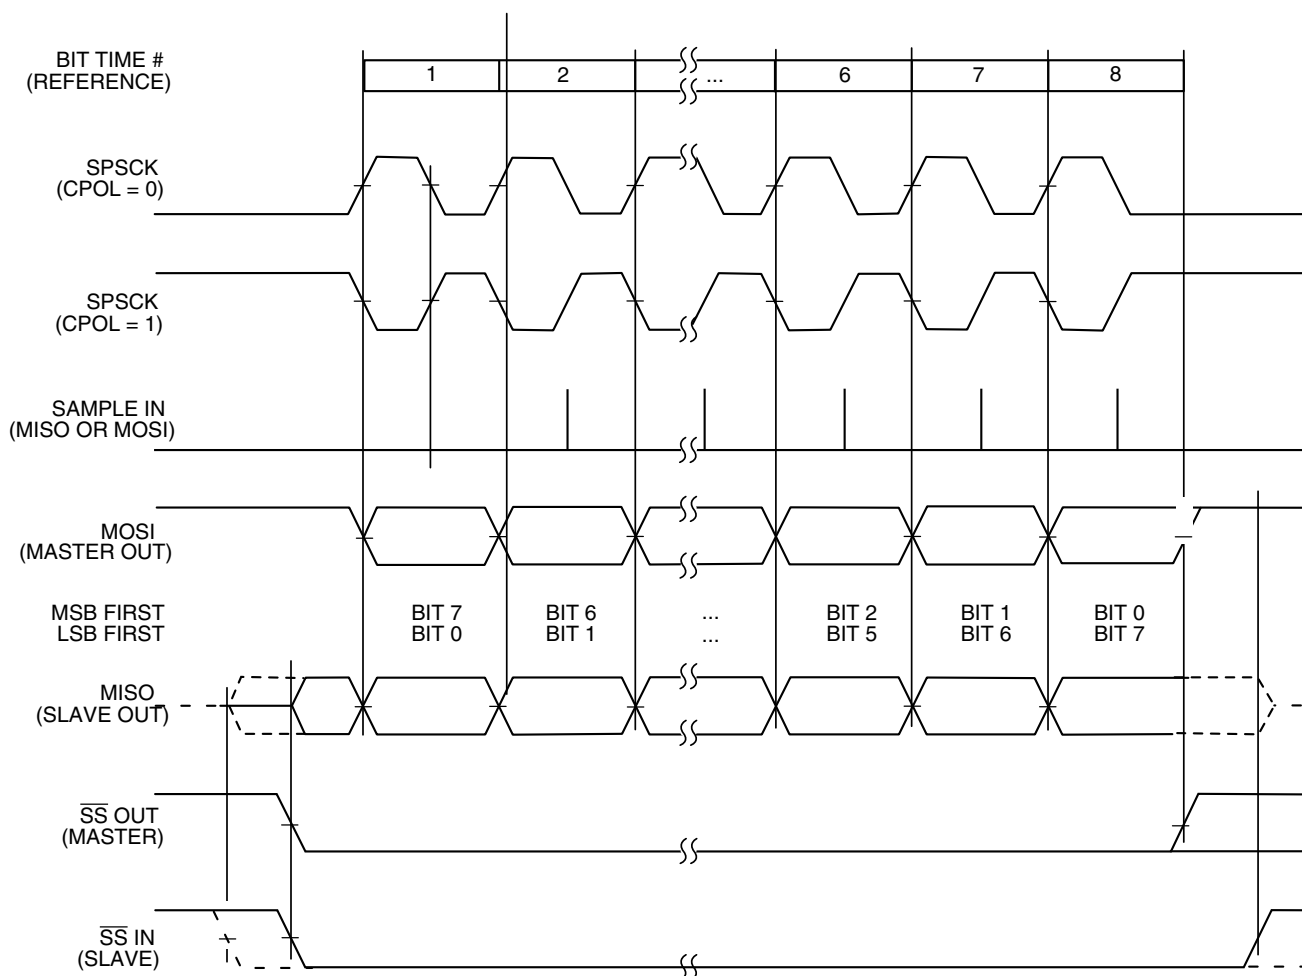 BIT TIME #
(REFERENCE)
1 2 ... 6 7 8
SPSCK
(CPOL = 0)
SPSCK
(CPOL = 1)
SAMPLE IN
(MISO OR MOSI)
MOSI
(MASTER OUT)
MSB FIRST BIT 7 BIT 6 ... BIT 2 BIT 1 BIT 0
LSB FIRST BIT 0 BIT 1 ... BIT 5 BIT 6 BIT 7
MISO
(SLAVE OUT)
SS OUT
(MASTER)
SS IN
(SLAVE)